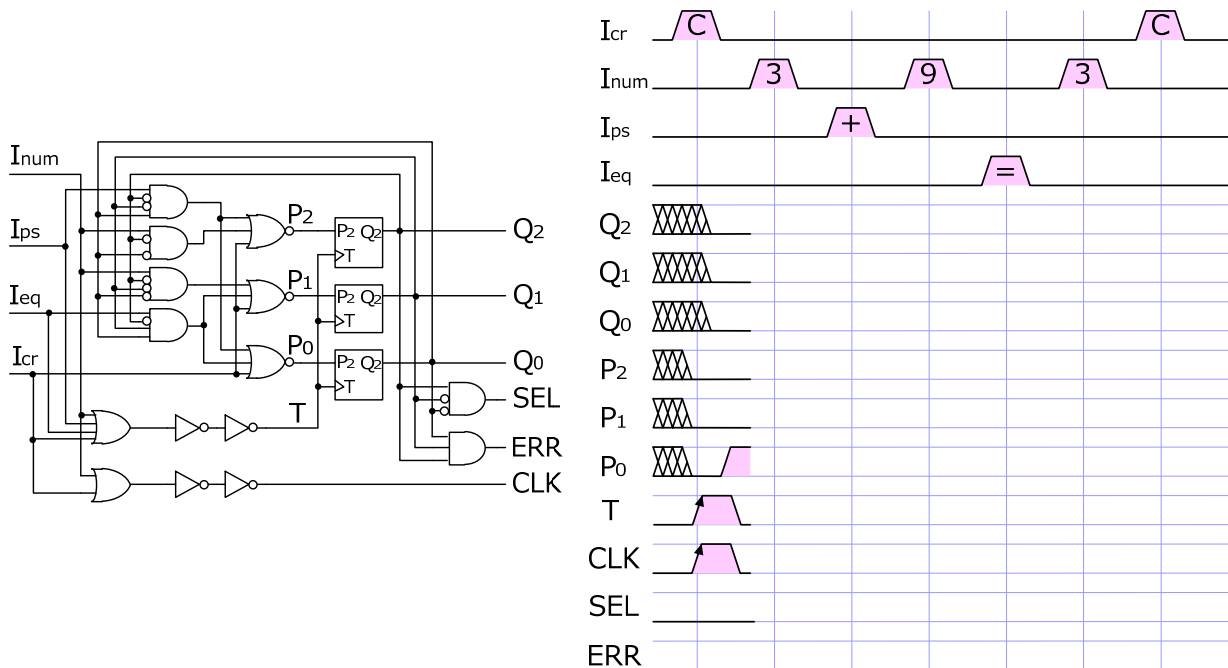 Inum
Ips
Ieq
Icr
P2
P1
P0
P2 Q2
T
P2 Q2
T
P2 Q2
T
T
Q2
Q1
Q0
SEL
ERR
CLK
Icr
C
C
Inum
3
9
3
Ips
+
Ieq
=
Q2
Q1
Q0
P2
P1
P0
T
CLK
SEL
ERR